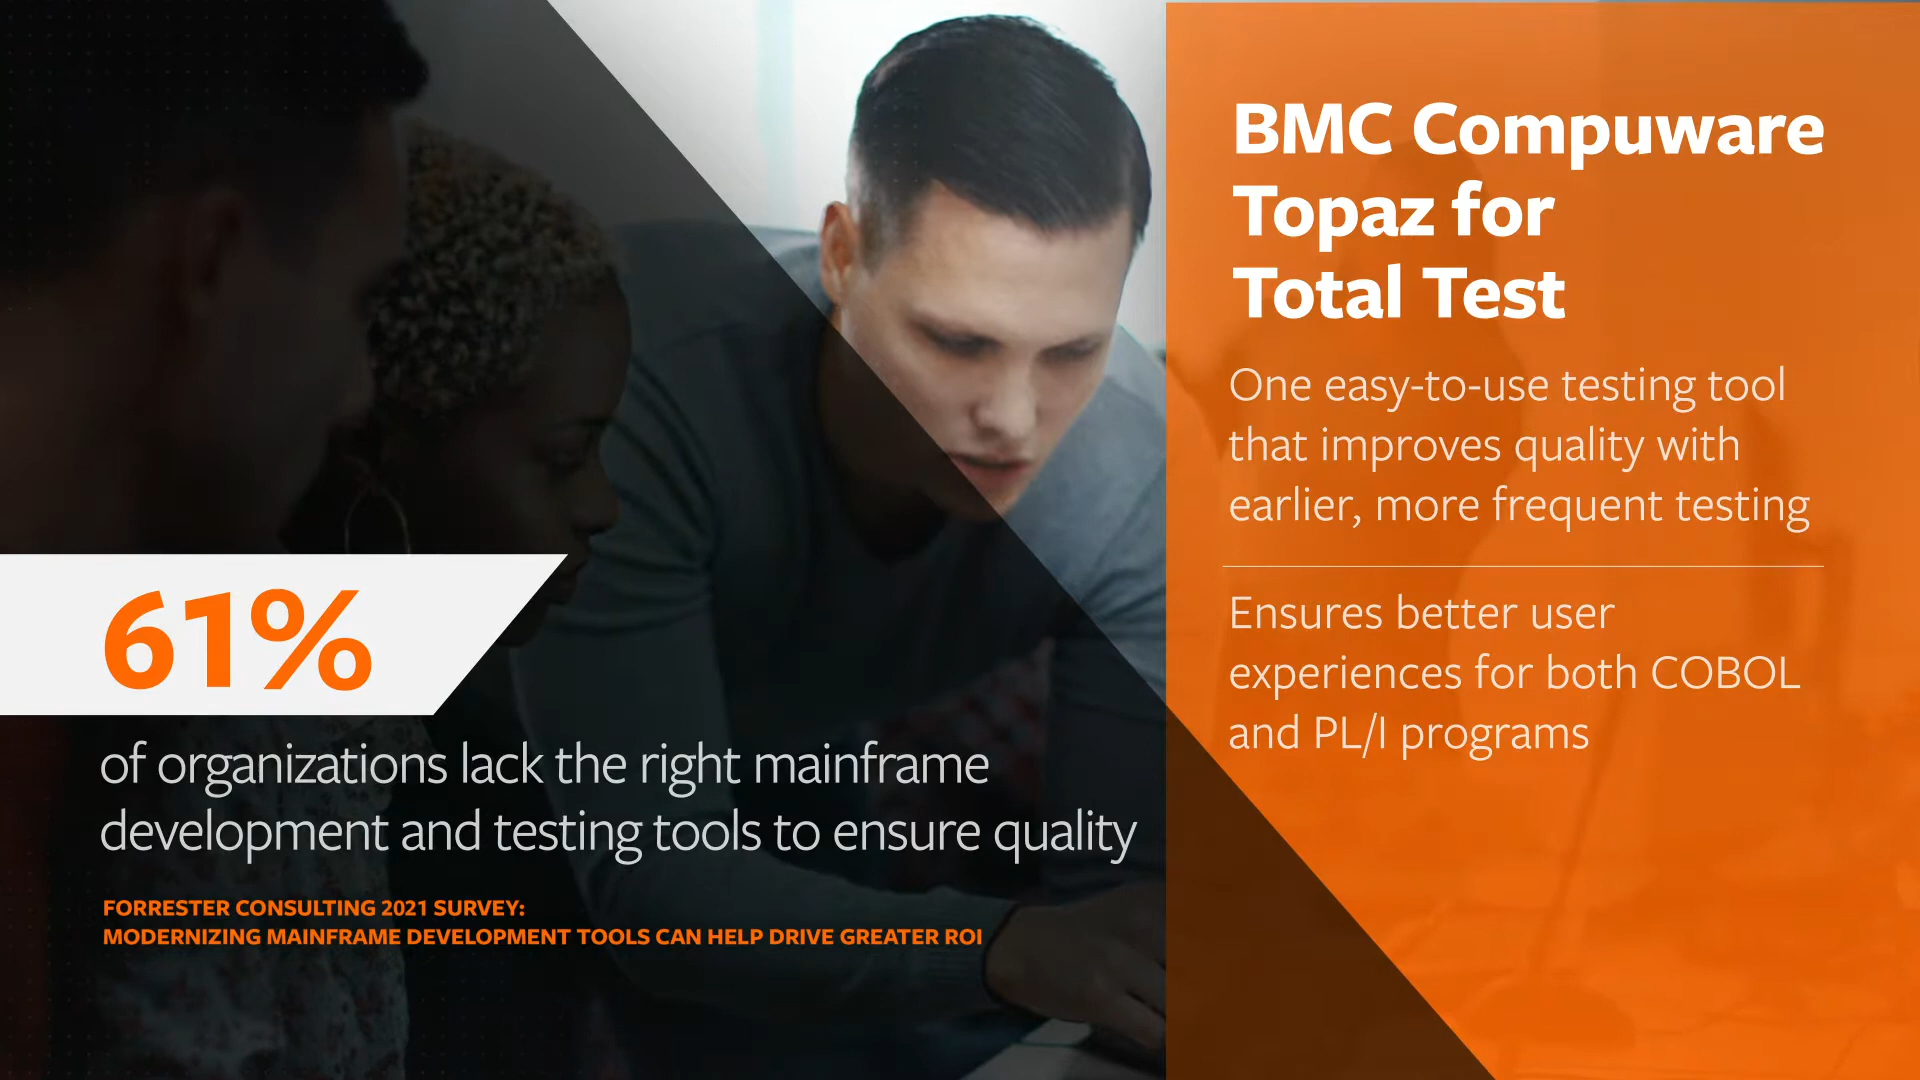 61%
of organizations lack the right mainframe
development and testing tools to ensure quality
FORRESTER CONSULTING 2021 SURVEY:
MODERNIZING MAINFRAME DEVELOPMENT TOOLS CAN HELP DRIVE GREATER ROI
BMC Compuware
Topaz for
Total Test
One easy-to-use testing tool
that improves quality with
earlier, more frequent testing
Ensures better user
experiences for both COBOL
and PL/I programs